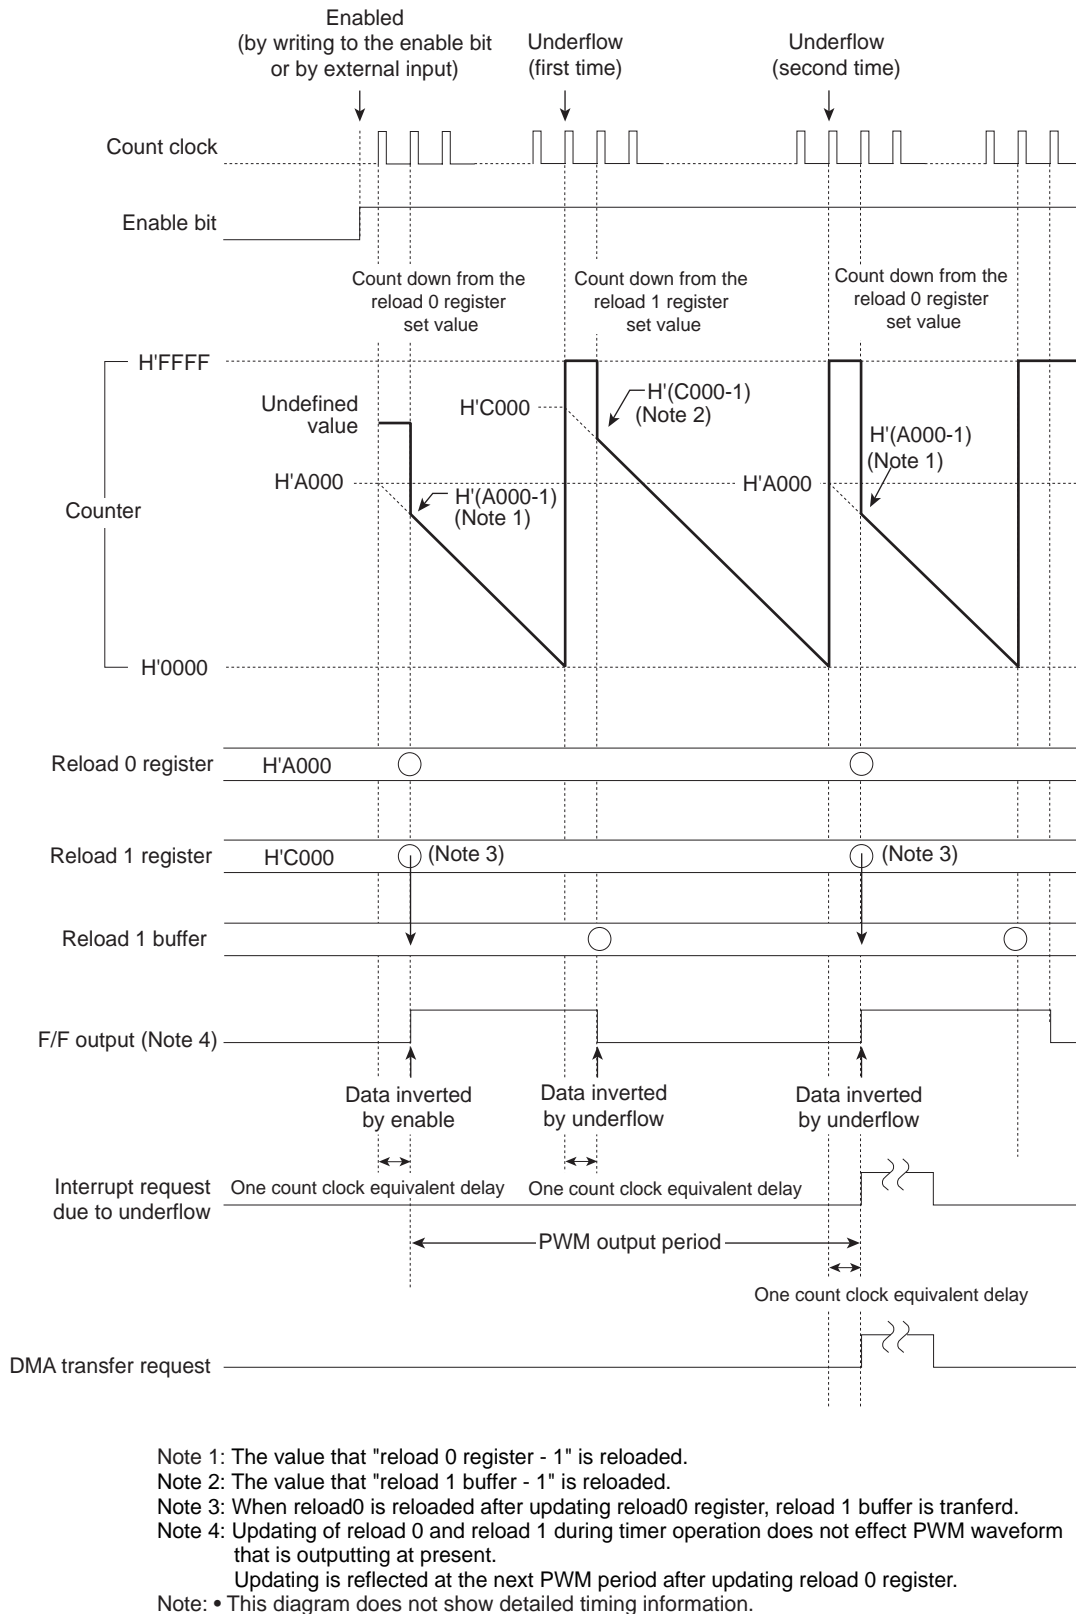 Enabled
(by writing to the enable bit
or by external input)
Underflow
(first time)
Underflow
(second time)
Count clock
Enable bit
Count down from the
reload 0 register
set value
Count down from the
reload 1 register
set value
Count down from the
reload 0 register
set value
H'FFFF
Undefined
value
H'C000
H'(C000-1)
(Note 2)
H'A000
H'(A000-1)
(Note 1)
H'A000
H'(A000-1)
(Note 1)
Counter
H'0000
Reload 0 register
H'A000
Reload 1 register
H'C000
(Note 3)
(Note 3)
Reload 1 buffer
F/F output (Note 4)
Data inverted
by enable
Data inverted
by underflow
Data inverted
by underflow
Interrupt request
due to underflow
One count clock equivalent delay
One count clock equivalent delay
PWM output period
One count clock equivalent delay
DMA transfer request
Note 1: The value that "reload 0 register - 1" is reloaded.
Note 2: The value that "reload 1 buffer - 1" is reloaded.
Note 3: When reload0 is reloaded after updating reload0 register, reload 1 buffer is tranferd.
Note 4: Updating of reload 0 and reload 1 during timer operation does not effect PWM waveform
that is outputting at present.
Updating is reflected at the next PWM period after updating reload 0 register.
Note: • This diagram does not show detailed timing information.